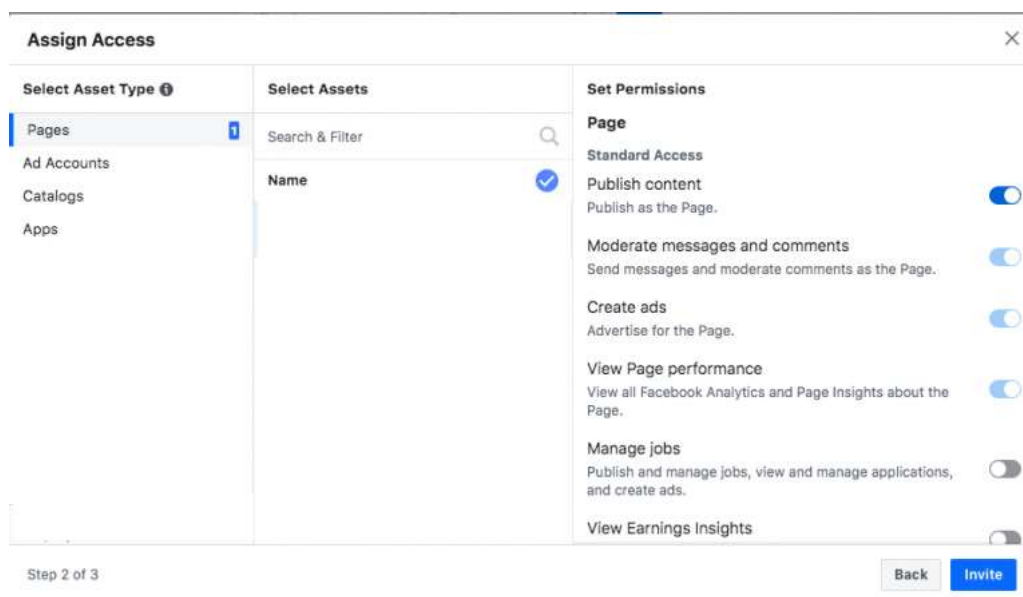 Assign Access
Select Asset Type
Pages 1
Ad Accounts
Catalogs
Apps
Select Assets
Search & Filter
Name
Set Permissions
Page
Standard Access
Publish content
Publish as the Page.
Moderate messages and comments
Send messages and moderate comments as the Page.
Create ads
Advertise for the Page.
View Page performance
View all Facebook Analytics and Page Insights about the
Page.
Manage jobs
Publish and manage jobs, view and manage applications,
and create ads.
View Earnings Insights
Step 2 of 3
Back
Invite